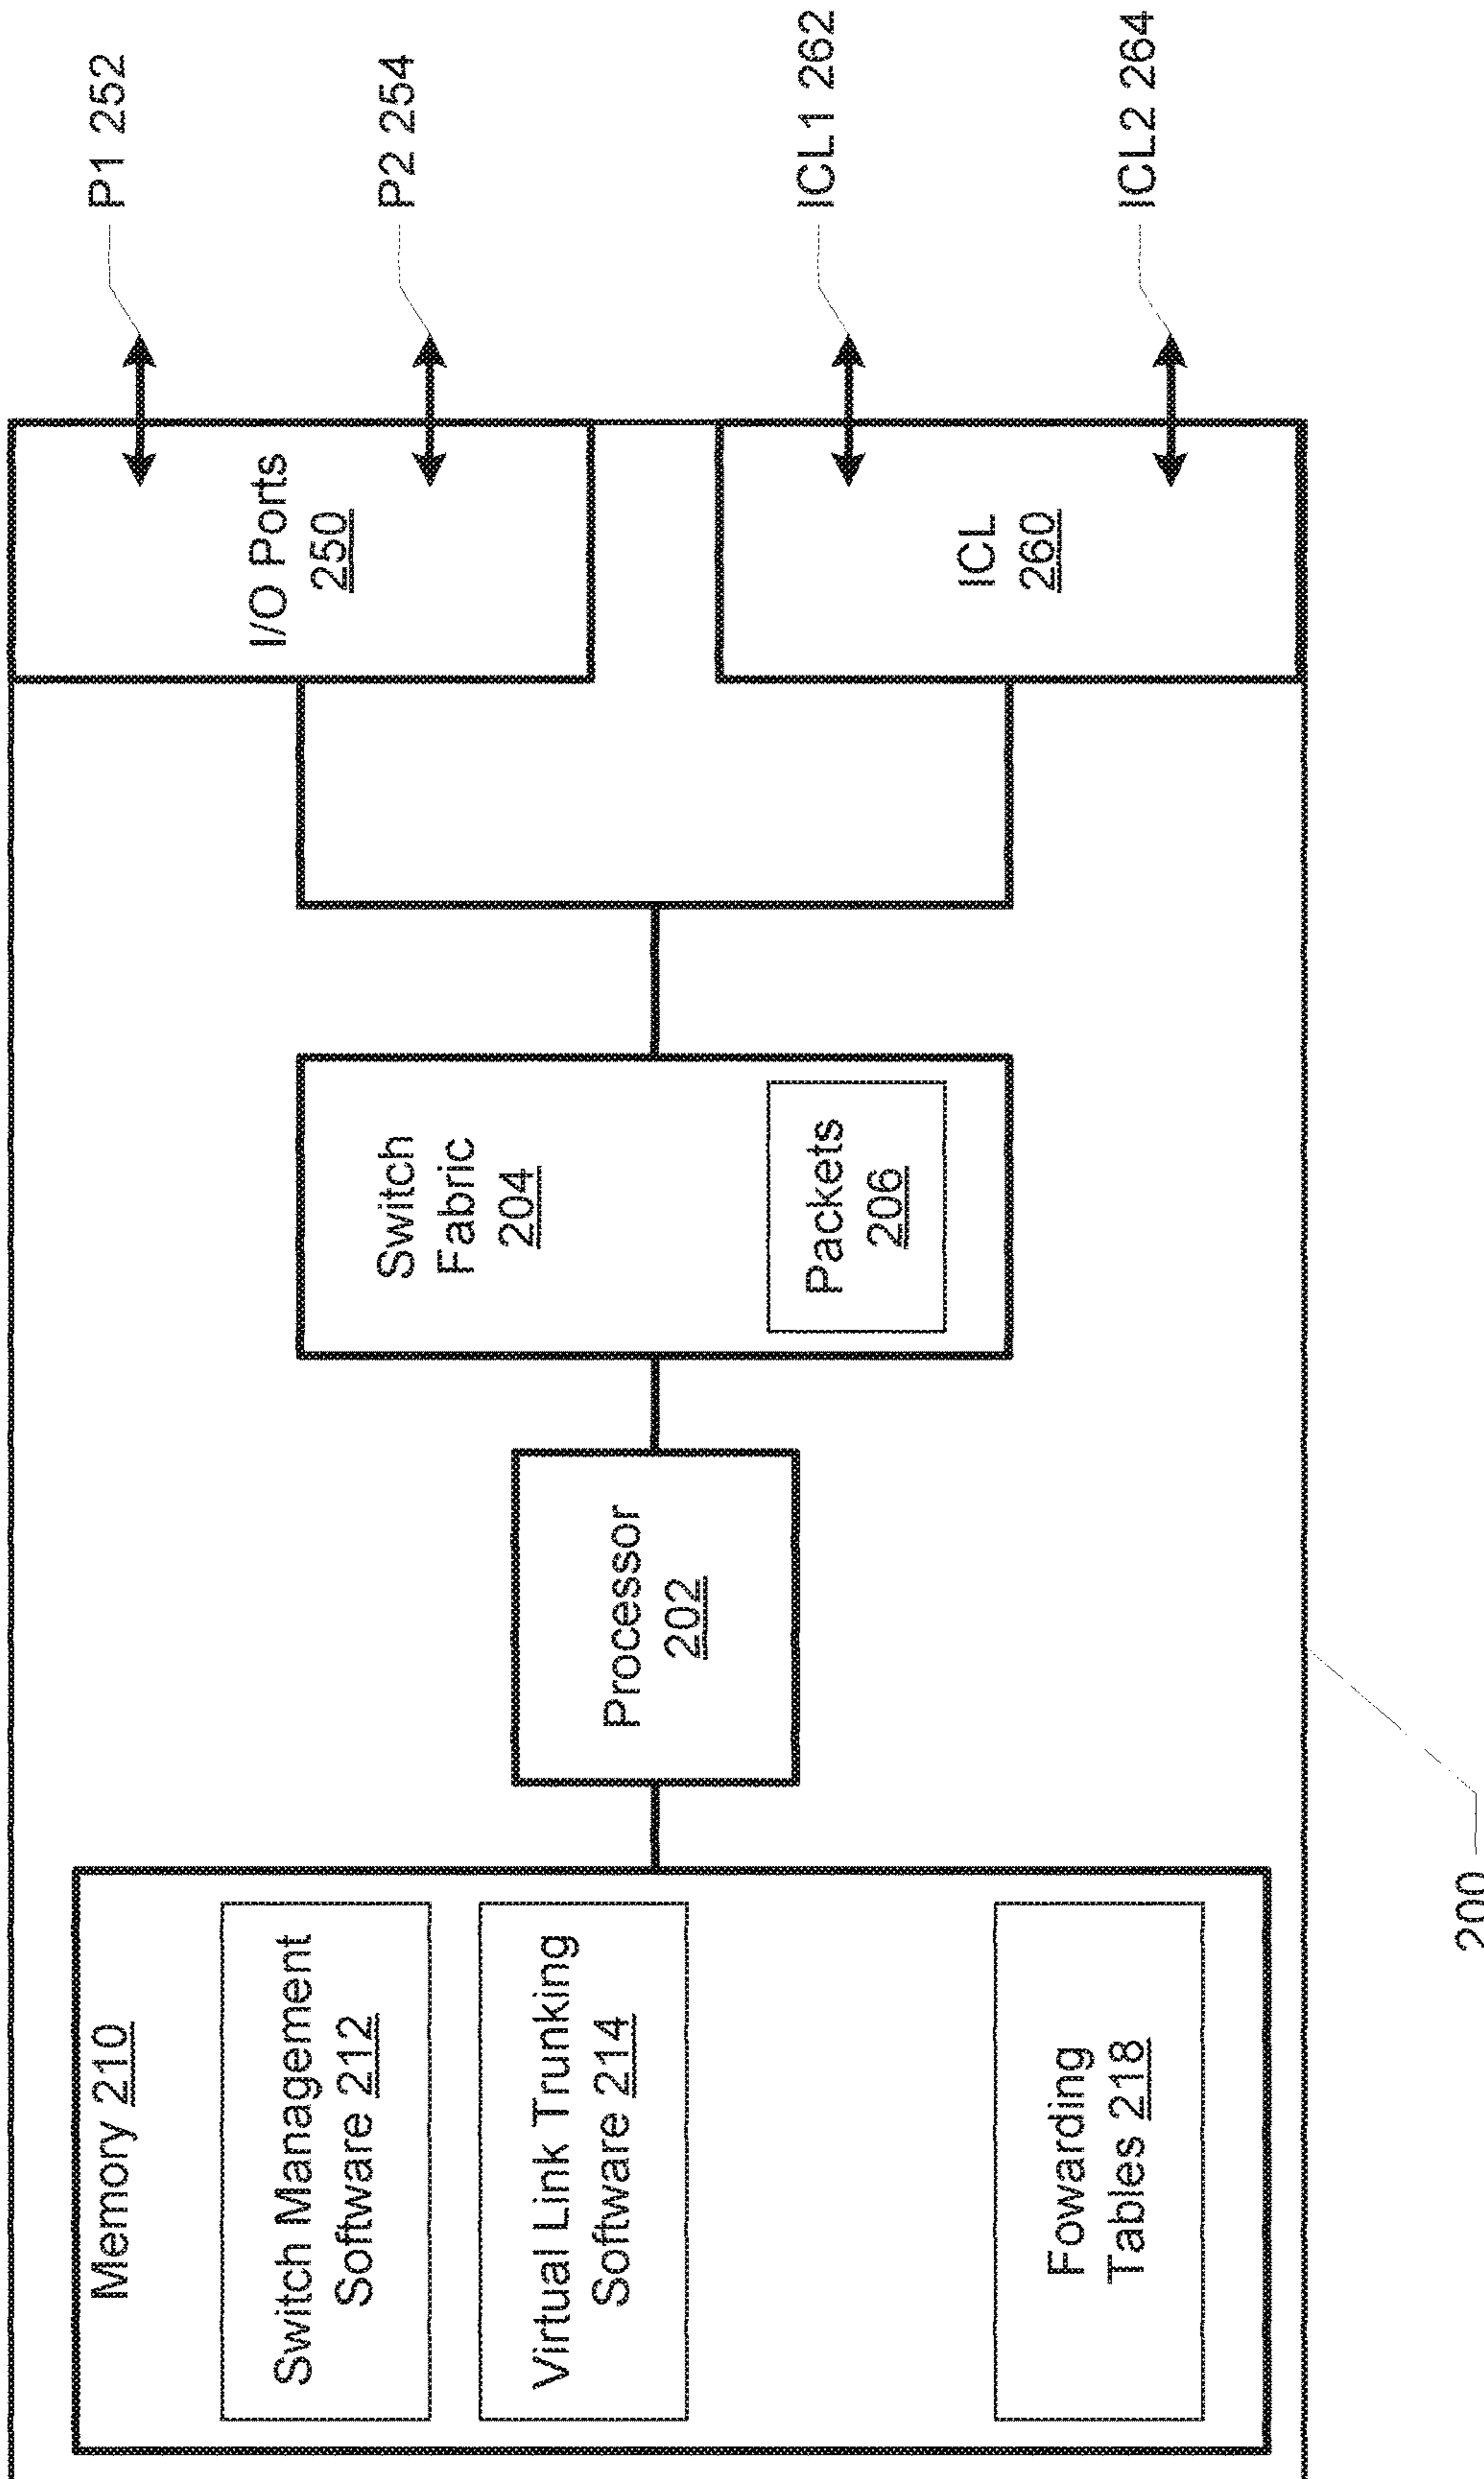 Memory 210
Switch Management
Software 212
Virtual Link Trunking
Software 214
Fowarding
Tables 218
Processor
202
Switch
Fabric
204
Packets
206
I/O Ports
250
ICL
260
P1 252
P2 254
ICL1 262
ICL2 264
200